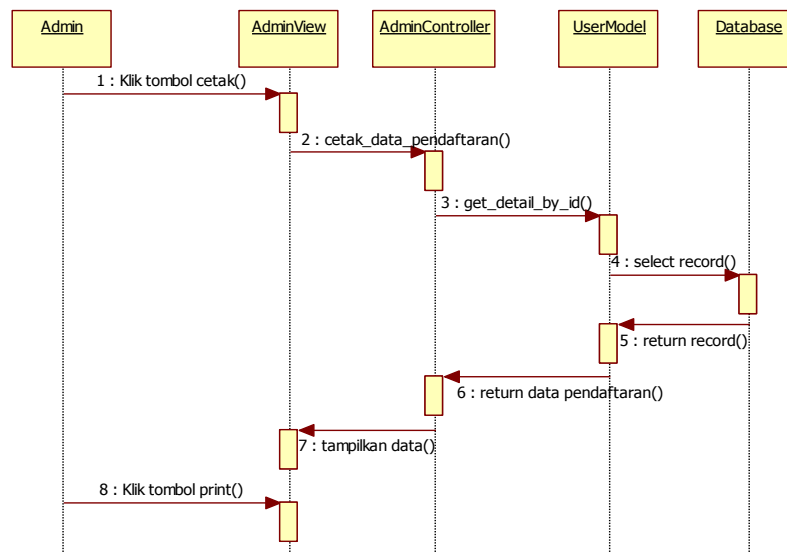 Admin
AdminView
AdminController
UserModel
Database
1 : Klik tombol cetak()
2 : cetak_data_pendaftaran()
3 : get_detail_by_id()
4 : select record()
5 : return record()
6 : return data pendaftaran()
7 : tampilkan data()
8 : Klik tombol print()